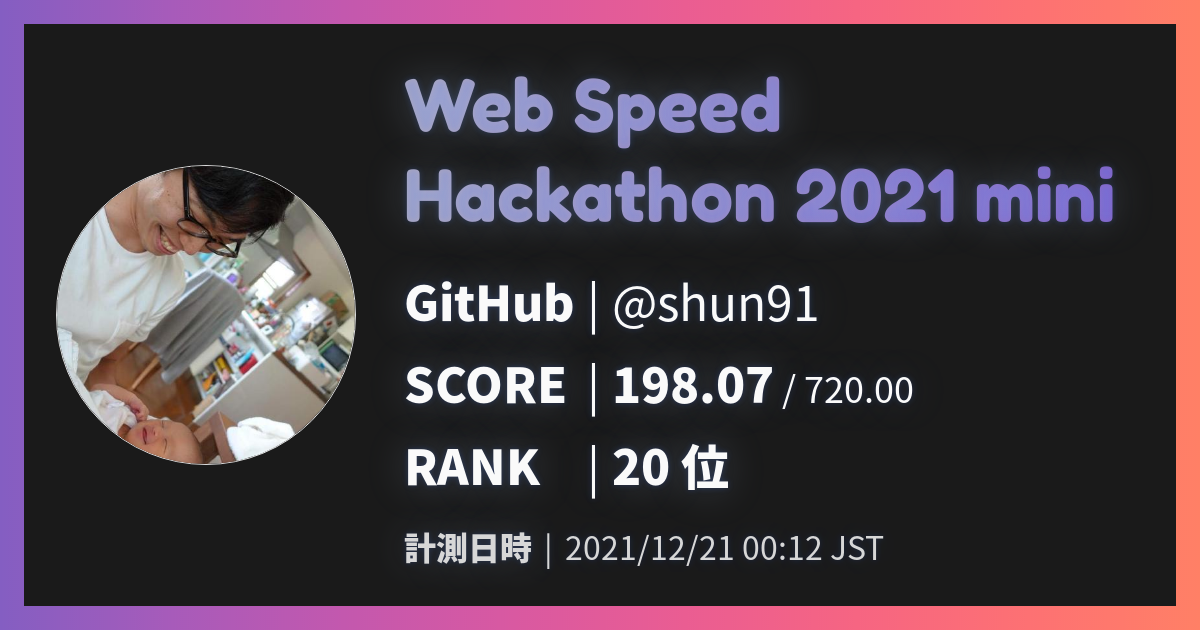 Web Speed
Hackathon 2021 mini
GitHub | @shun91
SCORE | 198.07 / 720.00
RANK | 20 位
計測日時 | 2021/12/21 00:12 JST